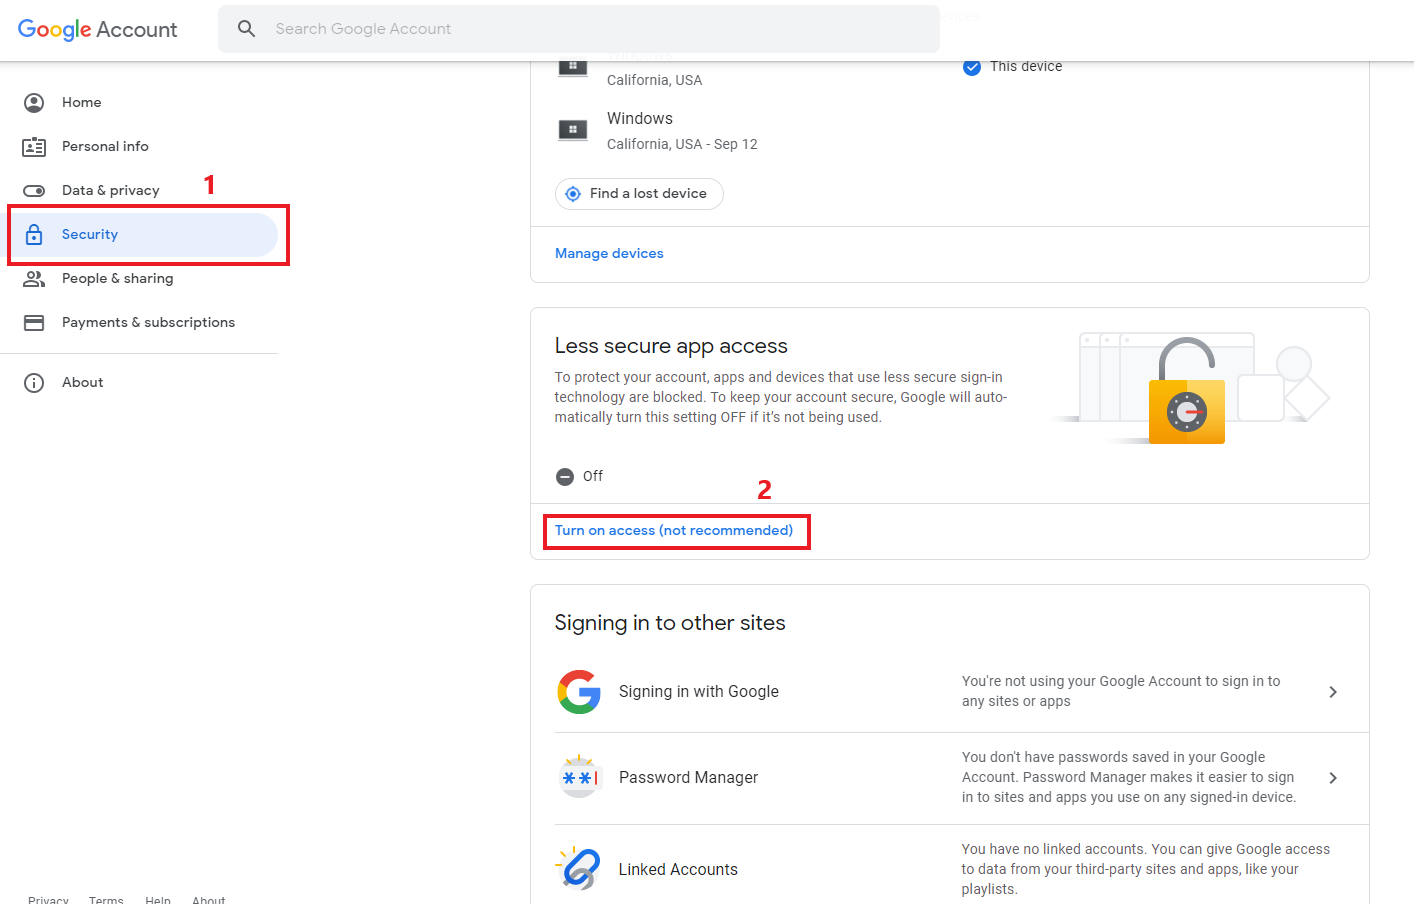 Google Account
Search Google Account
Home
Personal info
Data & privacy
1
Security
People & sharing
Payments & subscriptions
About
Windows
California, USA
This device
Windows
California, USA - Sep 12
Find a lost device
Manage devices
Less secure app access
To protect your account, apps and devices that use less secure sign-in
technology are blocked. To keep your account secure, Google will auto-
matically turn this setting OFF if it's not being used.
Off
2
Turn on access (not recommended)
Signing in to other sites
Signing in with Google
You're not using your Google Account to sign in to
any sites or apps
Password Manager
You don't have passwords saved in your Google
Account. Password Manager makes it easier to sign
in to sites and apps you use on any signed-in device.
Linked Accounts
You have no linked accounts. You can give Google access
to data from your third-party sites and apps, like your
playlists.
Privacy Terms Help About